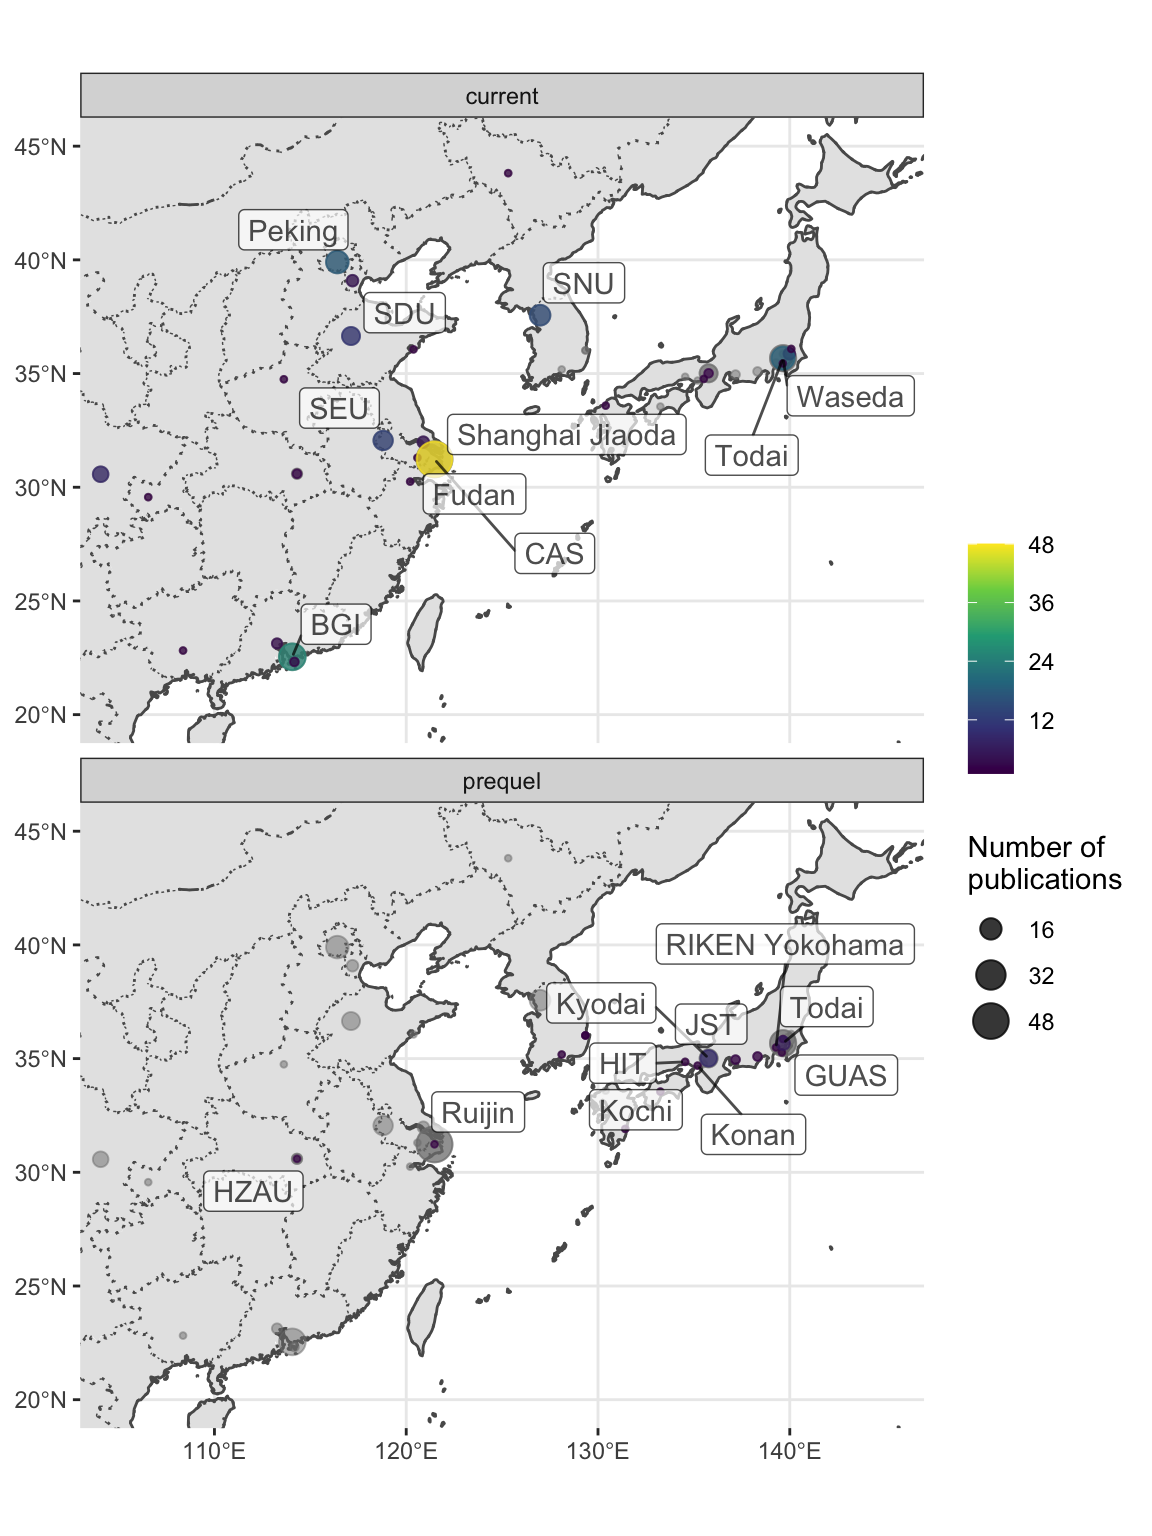 current
45°N
40°N
35°N
30°N
25°N
20°N
Peking
SDU
SNU
SEU
Shanghai Jiaoda
Waseda
Todai
Fudan
CAS
BGI
48
36
24
12
prequel
45°N
40°N
35°N
30°N
25°N
20°N
RIKEN Yokohama
Kyodai
Todai
JST
HIT
GUAS
Kochi
Ruijin
Konan
HZAU
110°E
120°E
130°E
140°E
Number of
publications
16
32
48